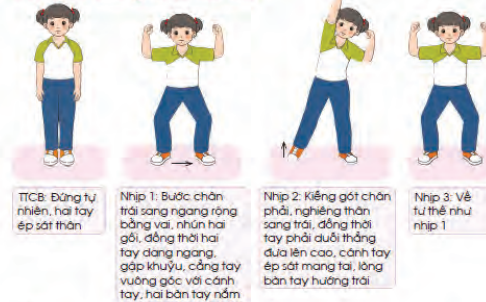 TTCB: Đứng tự
nhiên, hai tay
ép sát thân
Nhịp 1: Bước chân
trái sang ngang rộng
bằng vai, nhún hai
gối, đồng thời hai
tay dang ngang,
gập khuỷu, cẳng tay
vuông góc với cánh
tay, hai bàn tay nắm
Nhịp 2: Kiễng gót chân
phải, nghiêng thân
sang trái, đồng thời
tay phải duỗi thẳng
đưa lên cao, cánh tay
ép sát mang tai, lòng
bàn tay hướng trái
Nhịp 3: Về
tư thế như
nhịp 1